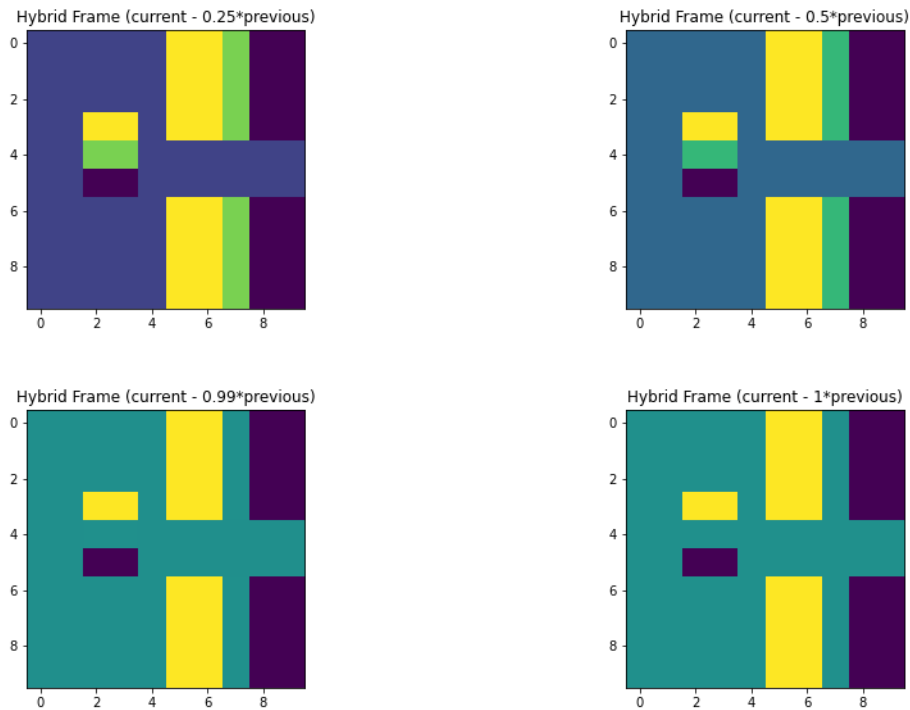 Hybrid Frame (current - 0.25*previous)
0
2
4
6
8
0 2 4 6 8
Hybrid Frame (current - 0.5*previous)
0
2
4
6
8
0 2 4 6 8
Hybrid Frame (current - 0.99*previous)
0
2
4
6
8
0 2 4 6 8
Hybrid Frame (current - 1*previous)
0
2
4
6
8
0 2 4 6 8